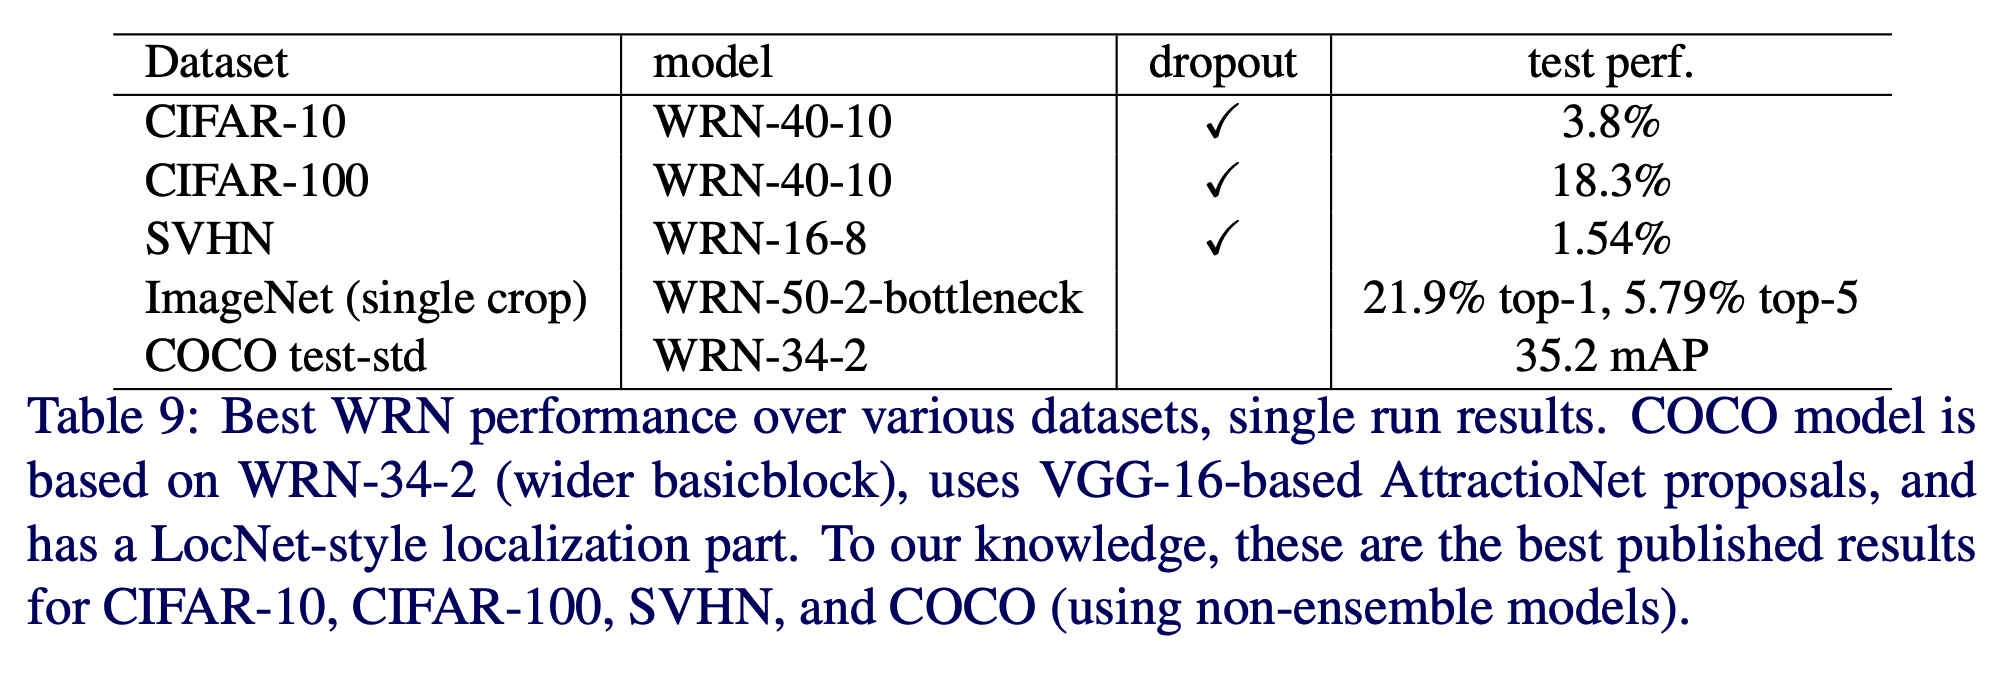 Dataset model dropout test perf.
CIFAR-10 WRN-40-10 ✓ 3.8%
CIFAR-100 WRN-40-10 ✓ 18.3%
SVHN WRN-16-8 ✓ 1.54%
ImageNet (single crop) WRN-50-2-bottleneck 21.9% top-1, 5.79% top-5
COCO test-std WRN-34-2 35.2 mAP
Table 9: Best WRN performance over various datasets, single run results. COCO model is
based on WRN-34-2 (wider basicblock), uses VGG-16-based AttractioNet proposals, and
has a LocNet-style localization part. To our knowledge, these are the best published results
for CIFAR-10, CIFAR-100, SVHN, and COCO (using non-ensemble models).